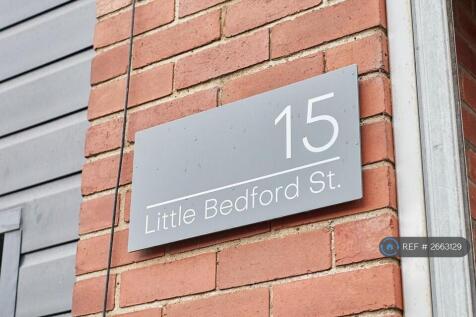 15
Little Bedford St.
REF # 2663129